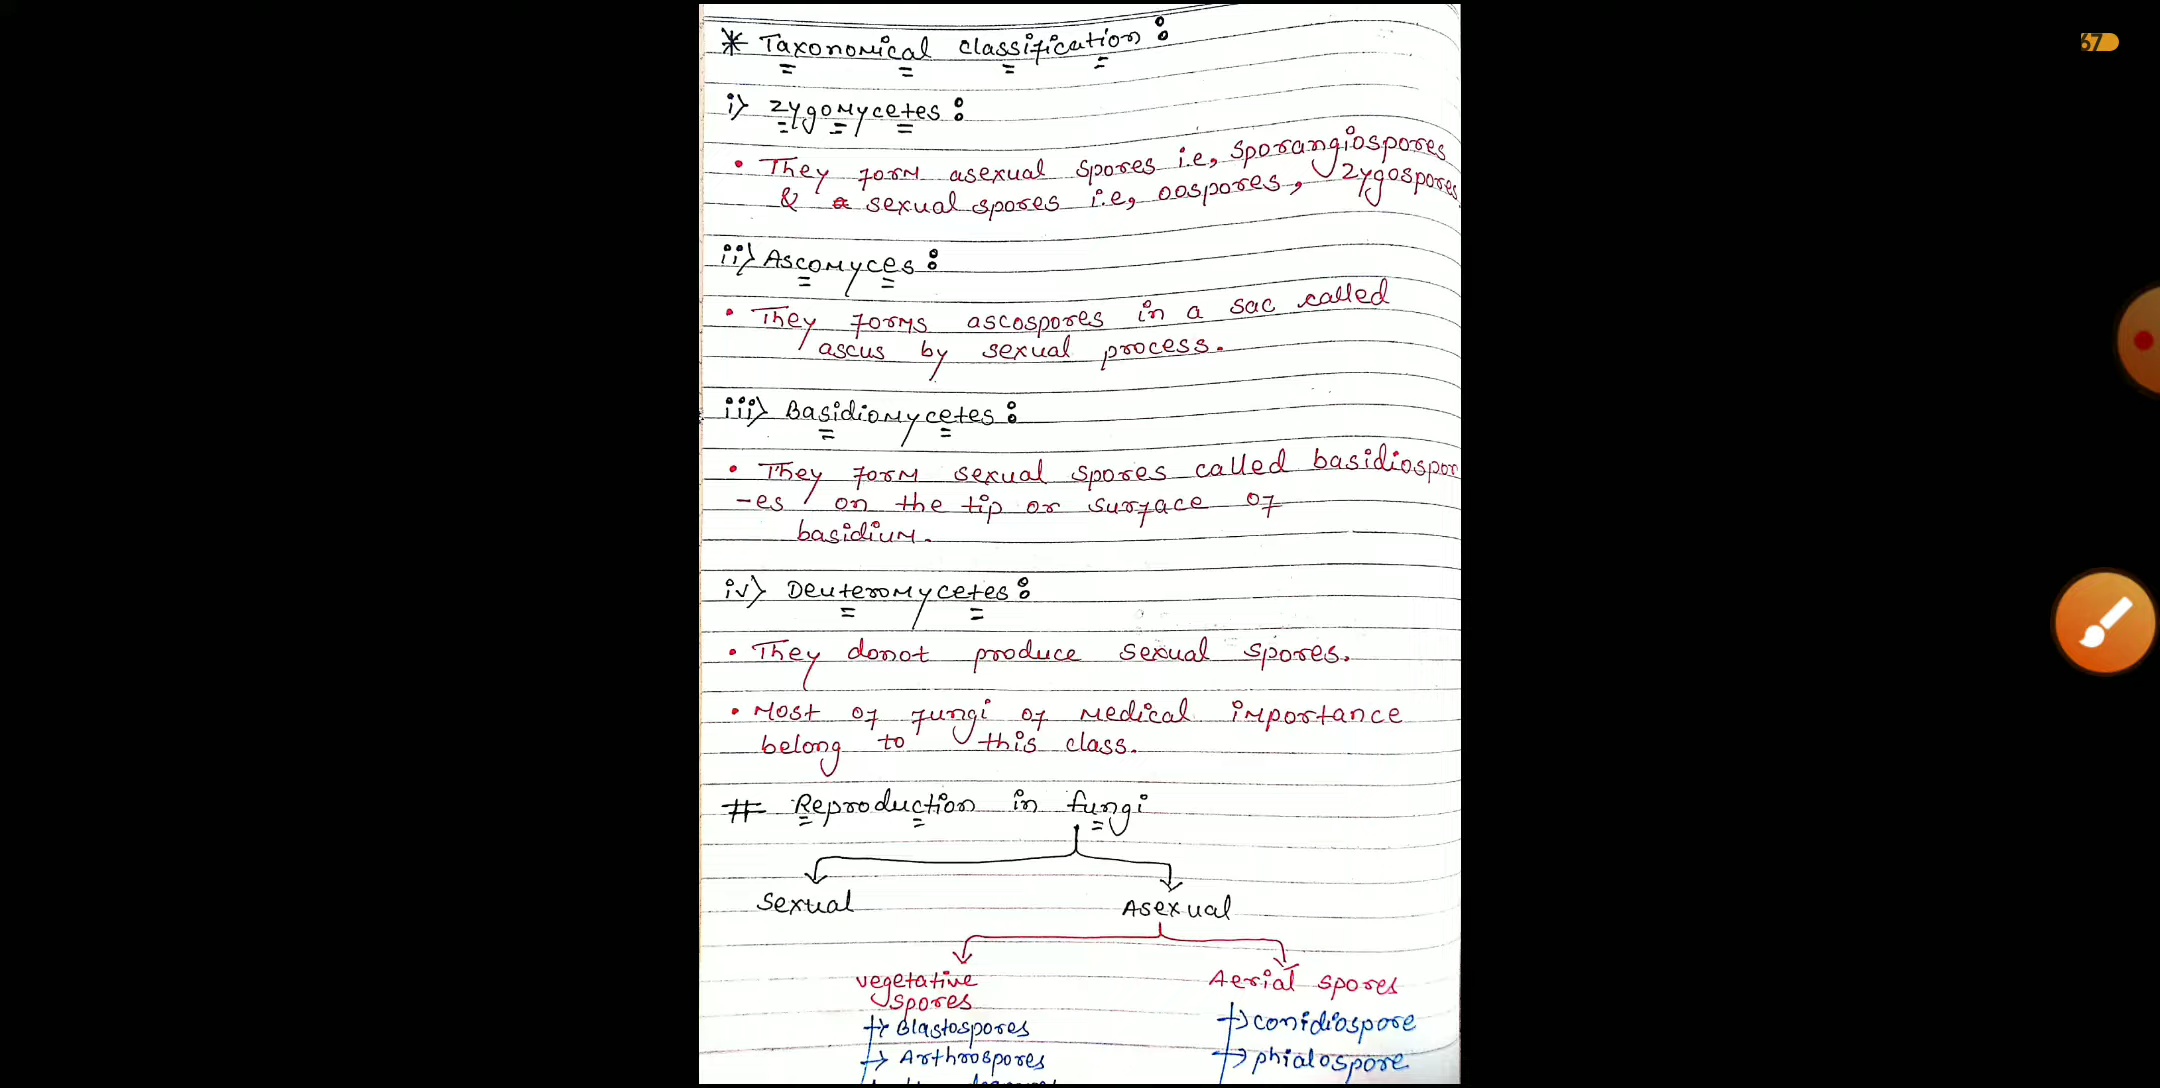 * Taxonomical classification:
i) Zygomycetes:
• They form asexual spores i.e, sporangiospores
& sexual spores i.e, oospores, zygospores
ii) Ascomyces:
• They forms ascospores in a sac called
ascus by sexual process.
iii) Basidiomycetes:
• They form sexual spores called basidiospor
-es on the tip or surface of
basidium.
iv) Deuteromycetes:
• They donot produce sexual spores.
• Most of fungi of medical importance
belong to this class.
# Reproduction in fungi
Sexual Asexual
vegetative Aerial spores
spores
→ Blastospores → conidiospore
→ Arthrospores → phialospore
67